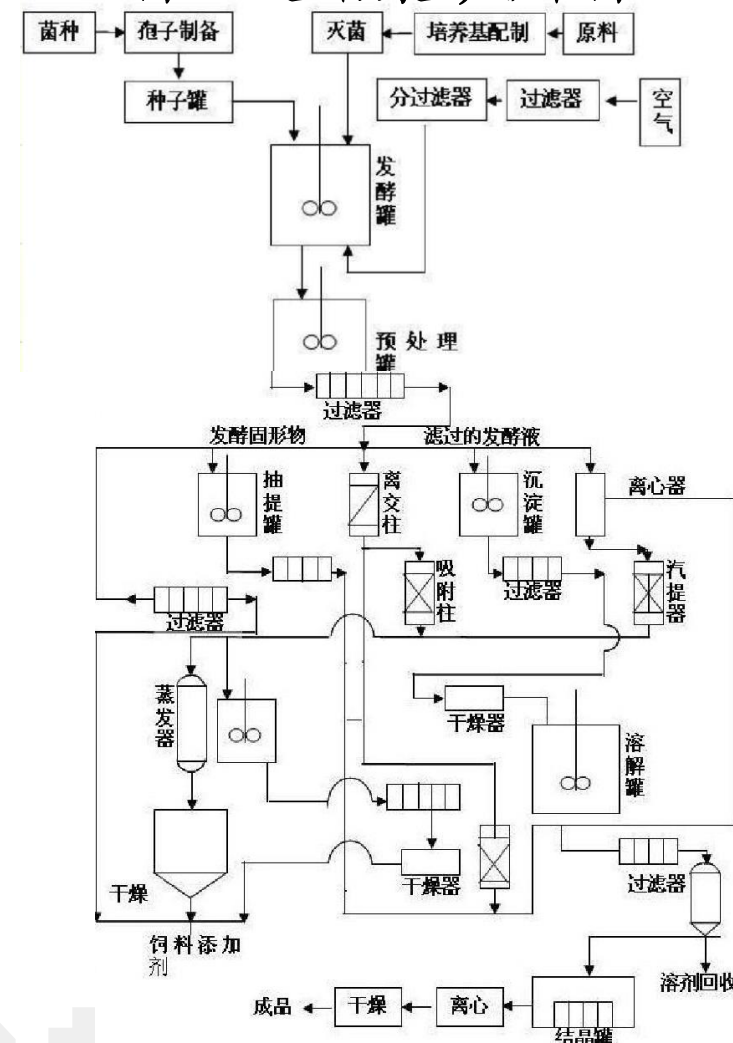 菌种
孢子制备
灭菌
培养基配制
原料
种子罐
分过滤器
过滤器
空气
发酵罐
预处理
罐
过滤器
发酵固形物
滤过的发酵液
抽提罐
离交柱
沉淀罐
离心器
吸附柱
过滤器
汽提器
过滤器
蒸发器
干燥器
溶解罐
干燥
干燥器
过滤器
饲料添加
剂
溶剂回收
成品
干燥
离心
结晶罐